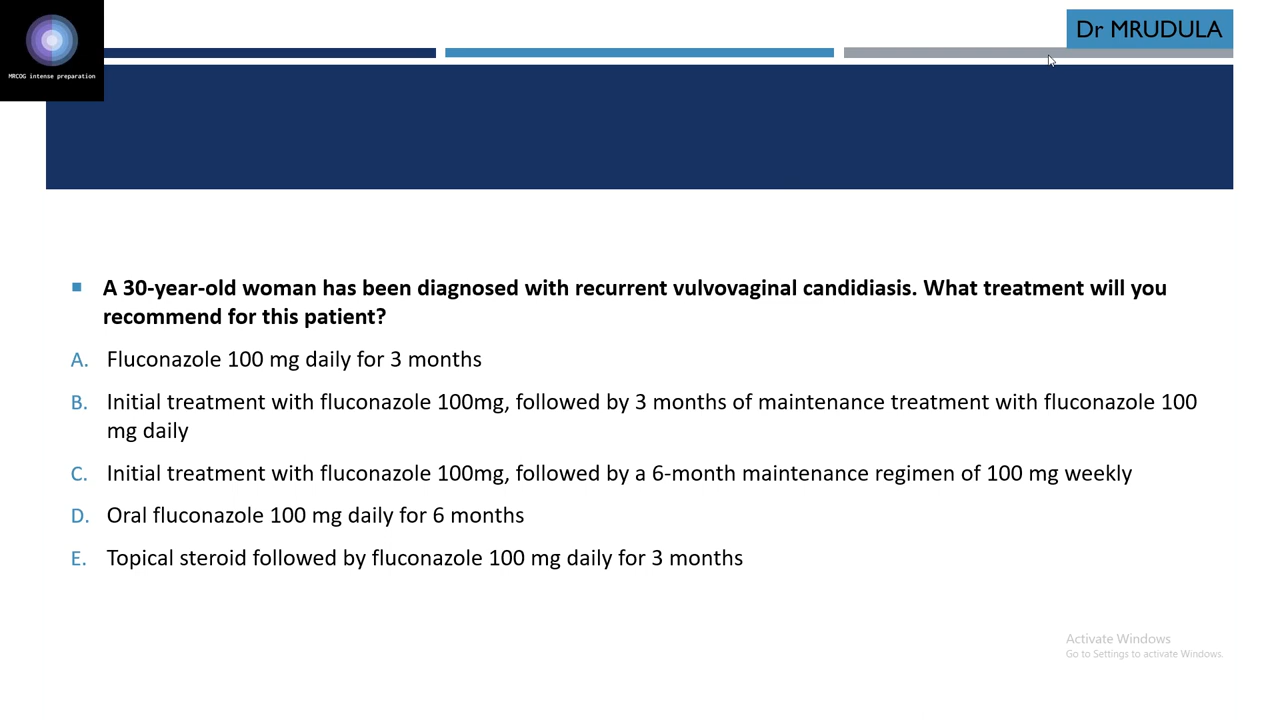 Dr MRUDULA
MRCOG intense preparation
A 30-year-old woman has been diagnosed with recurrent vulvovaginal candidiasis. What treatment will you
recommend for this patient?
A. Fluconazole 100 mg daily for 3 months
B. Initial treatment with fluconazole 100mg, followed by 3 months of maintenance treatment with fluconazole 100
mg daily
C. Initial treatment with fluconazole 100mg, followed by a 6-month maintenance regimen of 100 mg weekly
D. Oral fluconazole 100 mg daily for 6 months
E. Topical steroid followed by fluconazole 100 mg daily for 3 months
Activate Windows
Go to Settings to activate Windows.